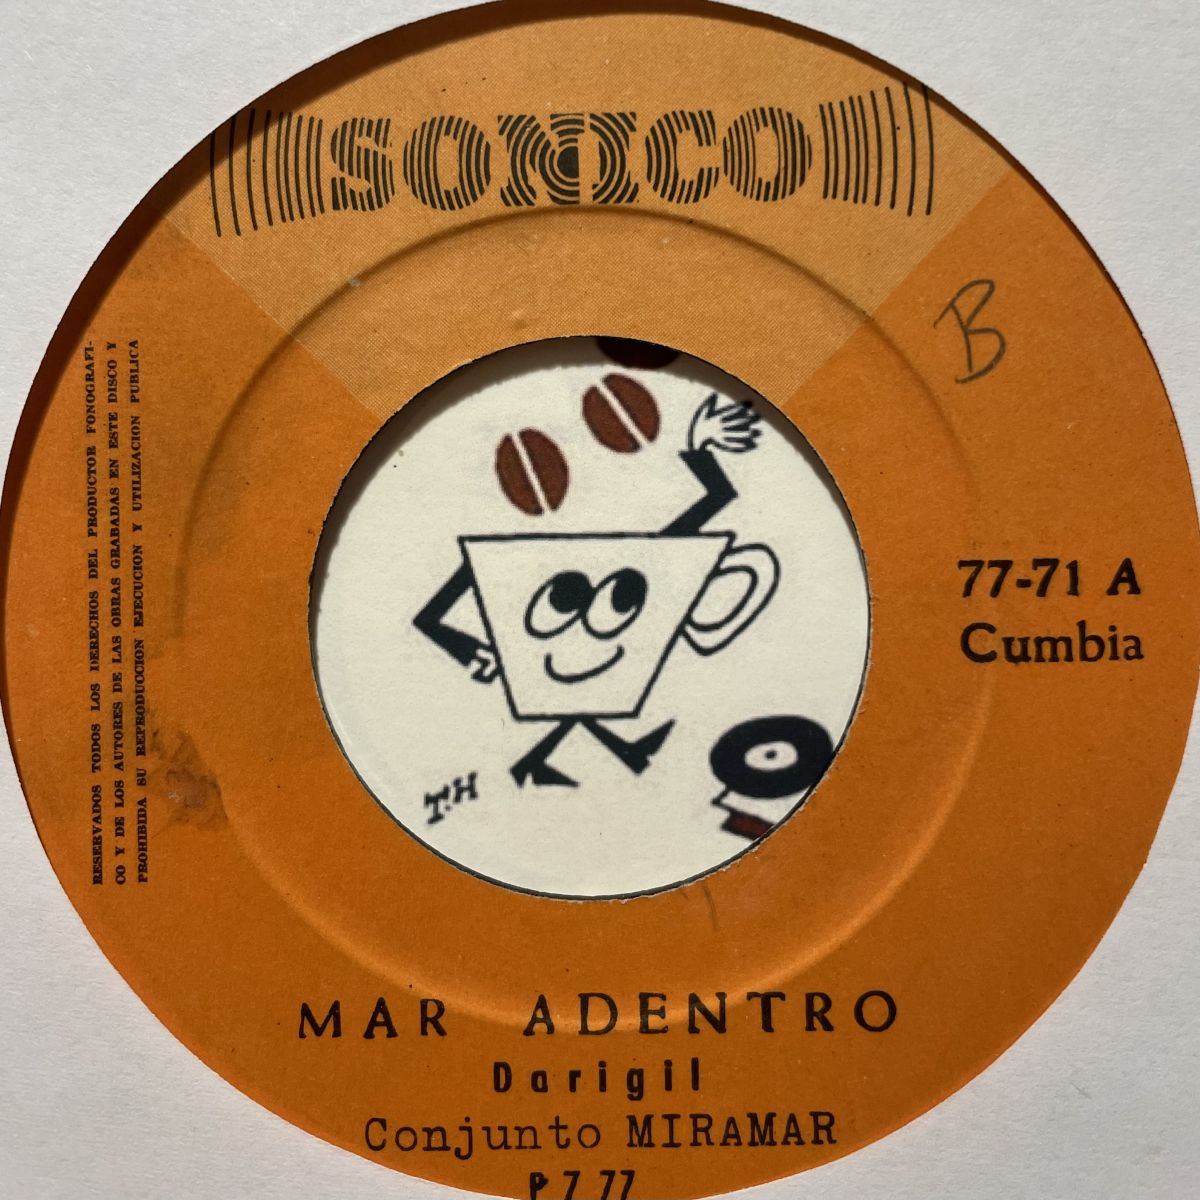 SONICO
B
77-71 A
Cumbia
RESERVADOS TODOS LOS DERECHOS DEL PRODUCTOR FONOGRAFI-
CO Y DE LOS AUTORES DE LAS OBRAS GRABADAS EN ESTE DISCO Y
PROHIBIDA SU REPRODUCCION EJECUCION Y UTILIZACION PUBLICA
T.H
MAR ADENTRO
Darigil
Conjunto MIRAMAR
℗ 7 77